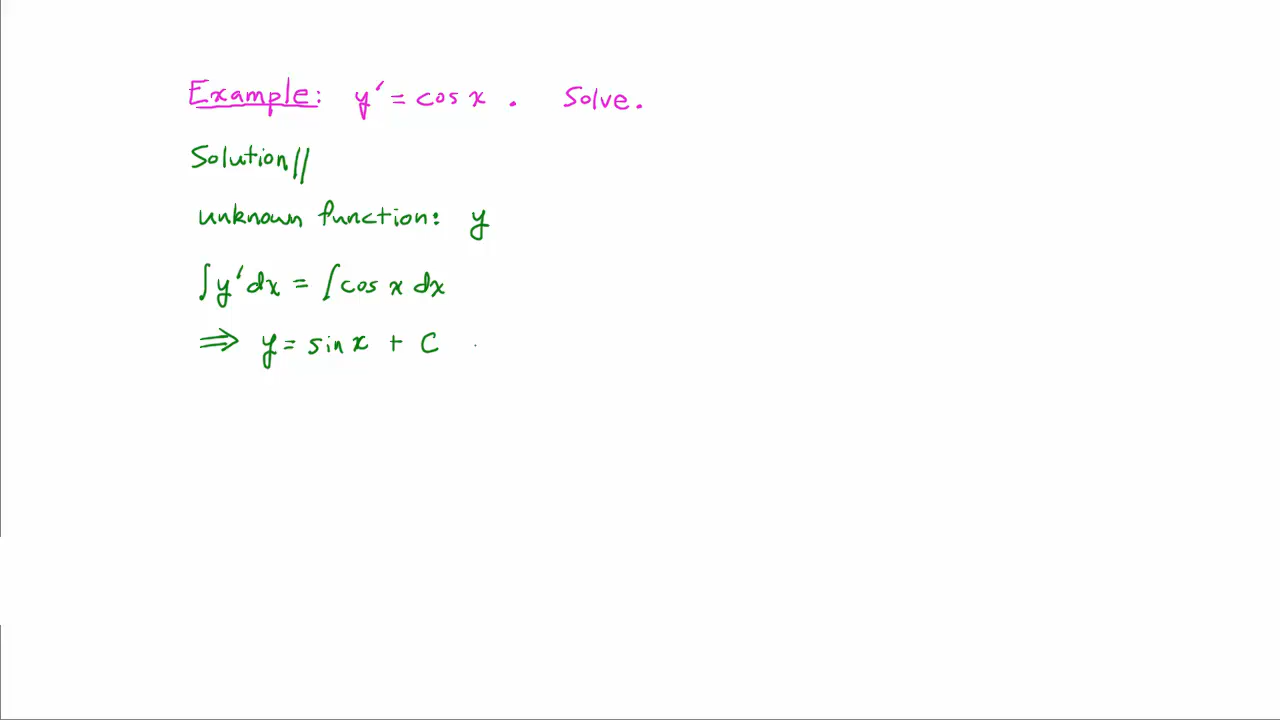 Example: y′ = cos x . Solve.
Solution//
unknown function: y
∫y′dx = ∫cos x dx
⇒ y = sin x + C